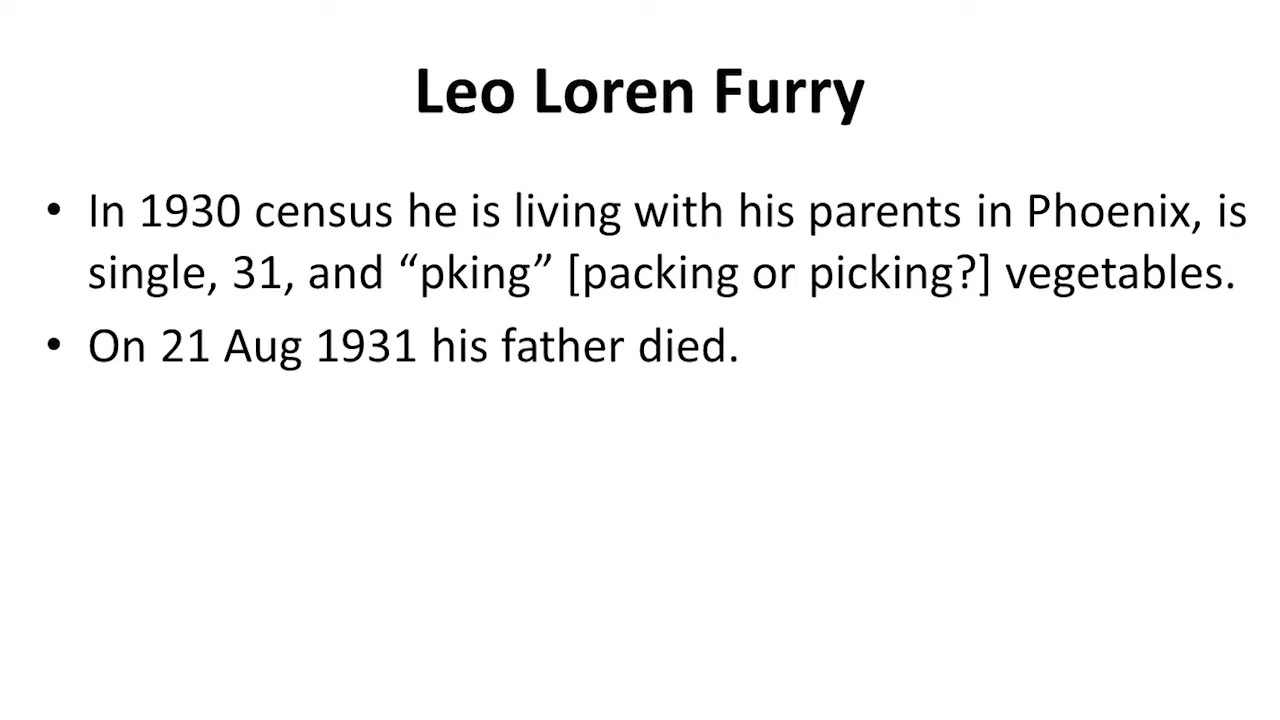 Leo Loren Furry
• In 1930 census he is living with his parents in Phoenix, is
single, 31, and “pking” [packing or picking?] vegetables.
• On 21 Aug 1931 his father died.